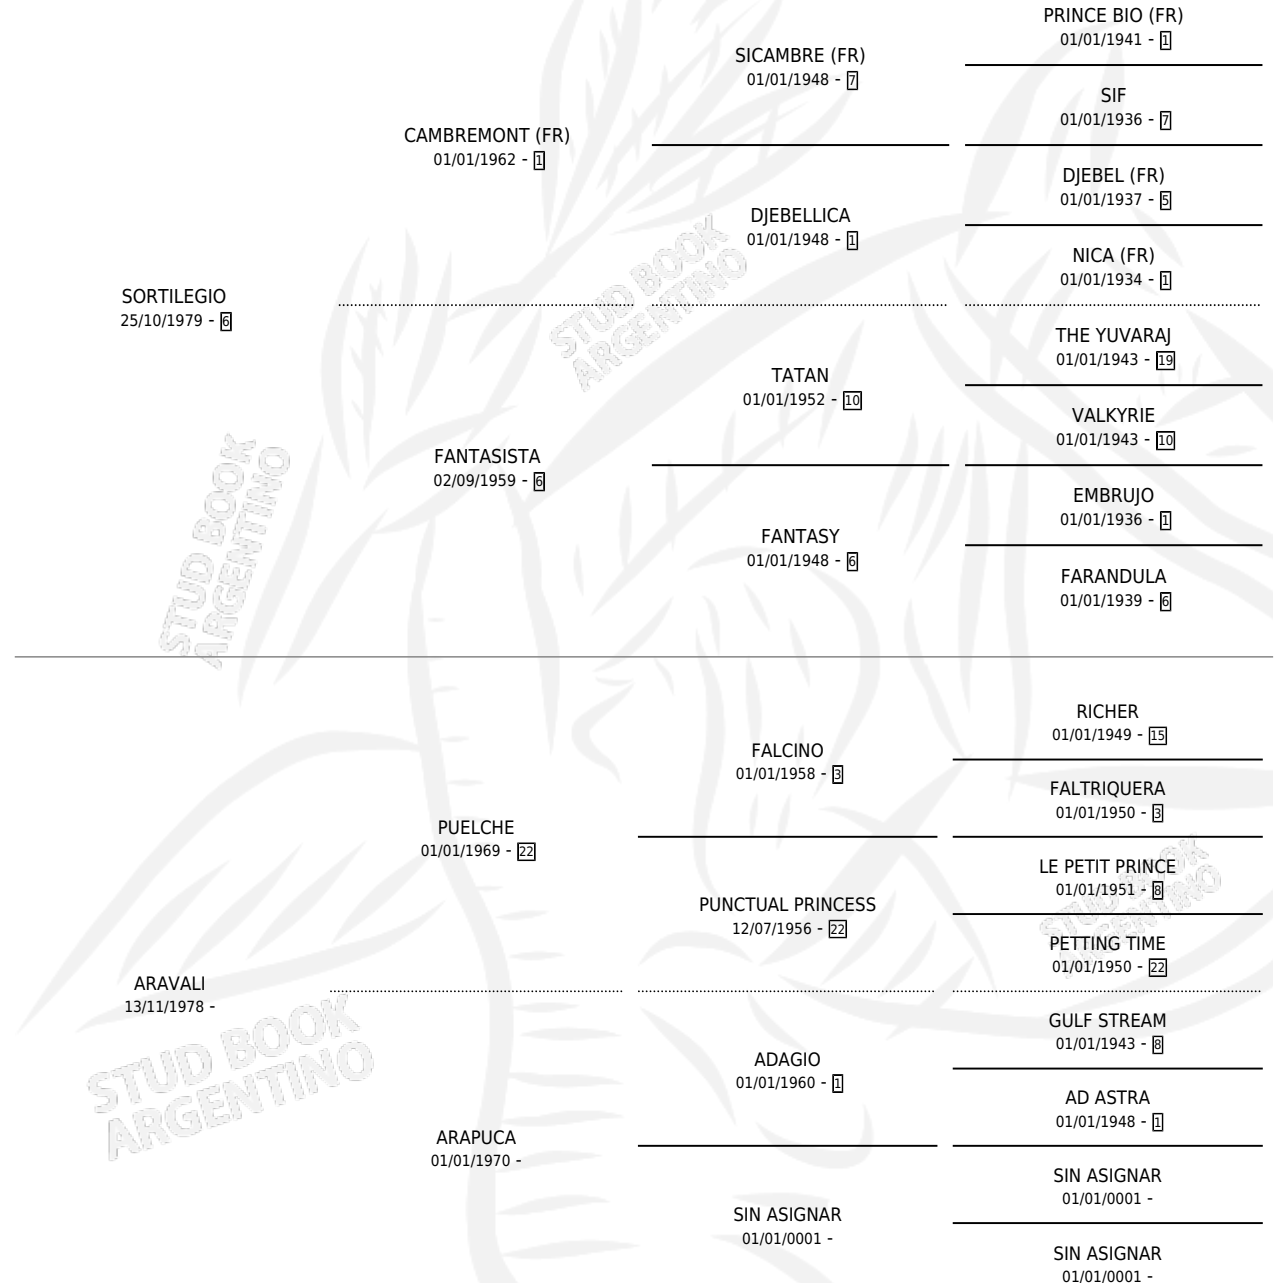 PRINCE BIO (FR)
01/01/1941 - 1
SICAMBRE (FR)
01/01/1948 - 7
SIF
01/01/1936 - 7
CAMBREMONT (FR)
01/01/1962 - 1
DJEBEL (FR)
01/01/1937 - 5
DJEBELLICA
01/01/1948 - 1
NICA (FR)
01/01/1934 - 1
SORTILEGIO
25/10/1979 - 6
THE YUVARAJ
01/01/1943 - 19
TATAN
01/01/1952 - 10
VALKYRIE
01/01/1943 - 10
FANTASISTA
02/09/1959 - 6
EMBRUJO
01/01/1936 - 1
FANTASY
01/01/1948 - 6
FARANDULA
01/01/1939 - 6
RICHER
01/01/1949 - 15
FALCINO
01/01/1958 - 3
FALTRIQUERA
01/01/1950 - 3
PUELCHE
01/01/1969 - 22
LE PETIT PRINCE
01/01/1951 - 8
PUNCTUAL PRINCESS
12/07/1956 - 22
PETTING TIME
01/01/1950 - 22
ARAVALI
13/11/1978 -
GULF STREAM
01/01/1943 - 8
ADAGIO
01/01/1960 - 1
AD ASTRA
01/01/1948 - 1
ARAPUCA
01/01/1970 -
SIN ASIGNAR
01/01/0001 -
SIN ASIGNAR
01/01/0001 -
SIN ASIGNAR
01/01/0001 -
STUD BOOK
ARGENTINO
STUD BOOK
ARGENTINO
STUD BOOK
ARGENTINO
STUD BOOK
ARGENTINO